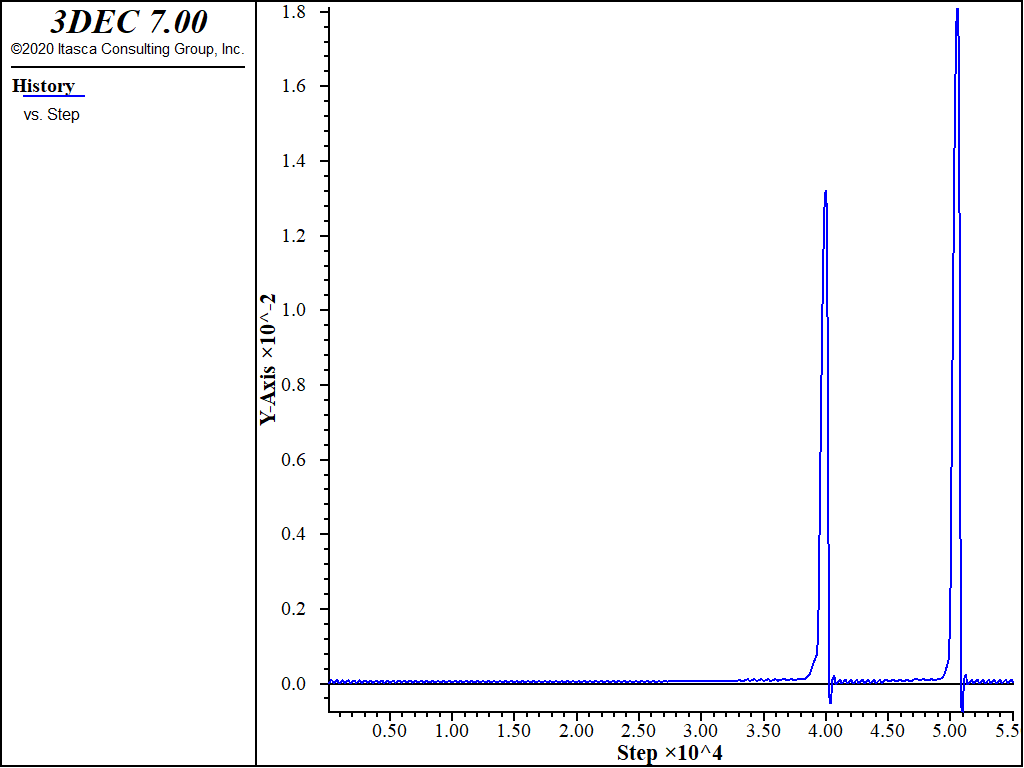 3DEC 7.00
©2020 Itasca Consulting Group, Inc.
History
vs. Step
1.8
1.6
1.4
1.2
1.0
0.8
0.6
0.4
0.2
0.0
Y-Axis ×10^-2
0.50 1.00 1.50 2.00 2.50 3.00 3.50 4.00 4.50 5.00 5.5
Step ×10^4